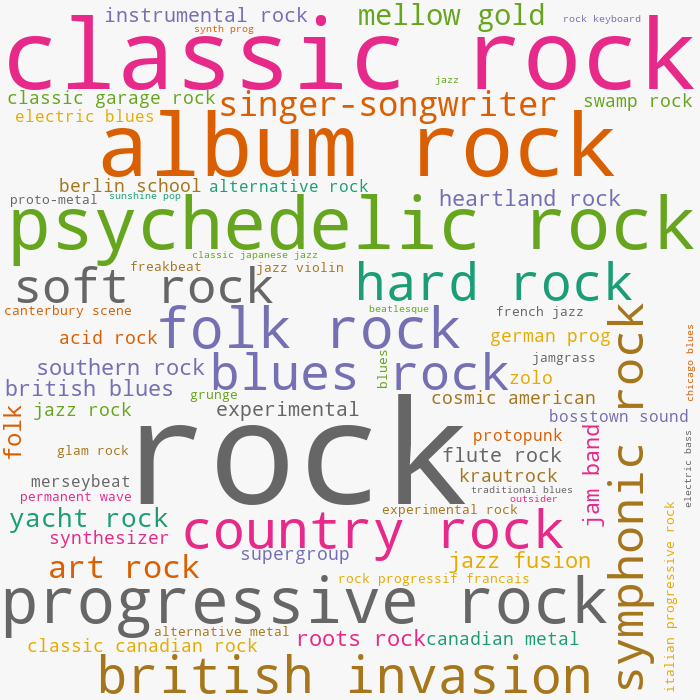 instrumental rock
mellow gold
rock keyboard
synth prog
classic rock
jazz
classic garage rock
singer-songwriter
swamp rock
electric blues
album rock
berlin school
alternative rock
proto-metal
sunshine pop
heartland rock
psychedelic rock
classic japanese jazz
freakbeat
jazz violin
soft rock
hard rock
canterbury scene
beatlesque
french jazz
acid rock
folk rock
german prog
chicago blues
southern rock
blues rock
blues
jamgrass
zolo
british blues
grunge
cosmic american
jazz rock
experimental
bosstown sound
folk
rock
protopunk
glam rock
flute rock
jam band
symphonic rock
electric bass
merseybeat
krautrock
permanent wave
traditional blues
outsider
experimental rock
yacht rock
synthesizer
country rock
supergroup
jazz fusion
italian progressive rock
art rock
rock progressif francais
progressive rock
alternative metal
classic canadian rock
roots rock
canadian metal
british invasion